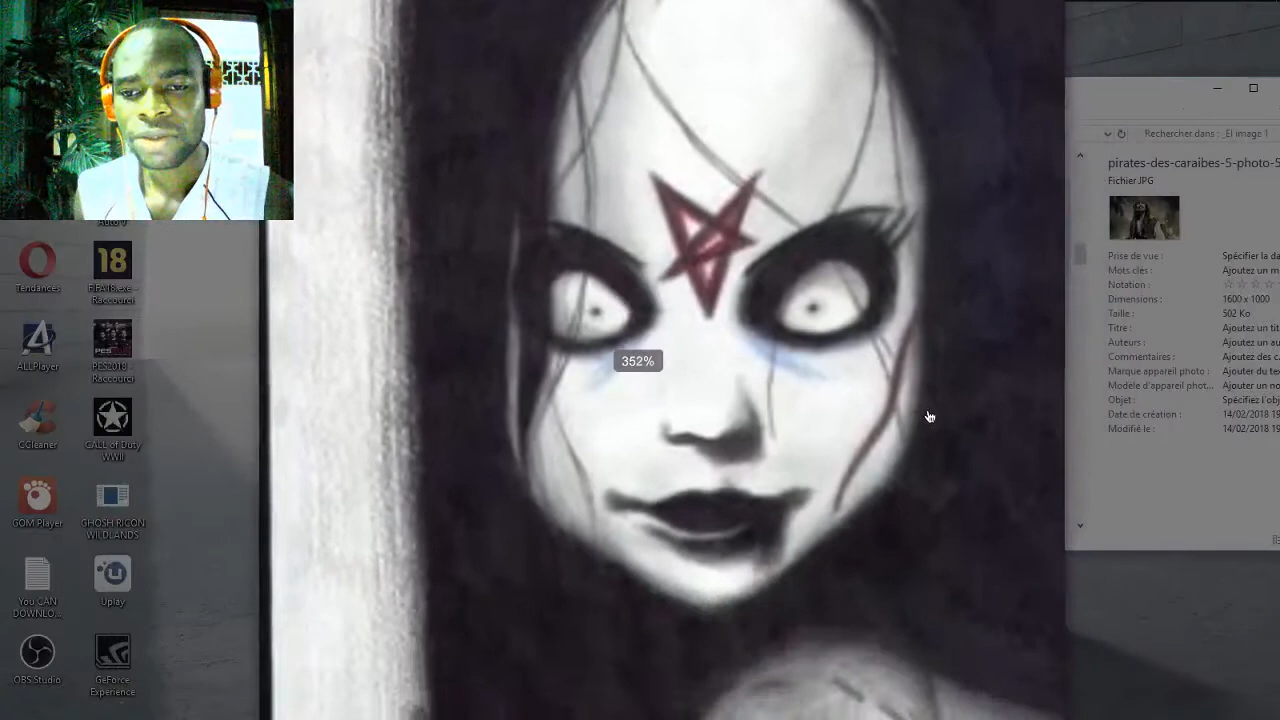 Auto V
Tendances
FIFA18.exe -
Raccourci
ALLPlayer
PES2018 -
Raccourci
CCleaner
CALL of Duty
WWII
GOM Player
GHOSH RICON
WILDLANDS
You CAN
DOWNLO...
Uplay
OBS Studio
GeForce
Experience
18
352%
Rechercher dans : _El image 1
pirates-des-caraibes-5-photo-5
Fichier JPG
Prise de vue : Spécifier la da
Mots clés : Ajoutez un m
Notation : ☆☆☆
Dimensions : 1600 x 1000
Taille : 502 Ko
Titre : Ajoutez un tit
Auteurs : Ajoutez un au
Commentaires : Ajoutez des c
Marque appareil photo : Ajouter du te
Modèle d'appareil phot... Ajouter un no
Objet : Spécifiez l'obj
Date de création : 14/02/2018 19
Modifié le : 14/02/2018 19